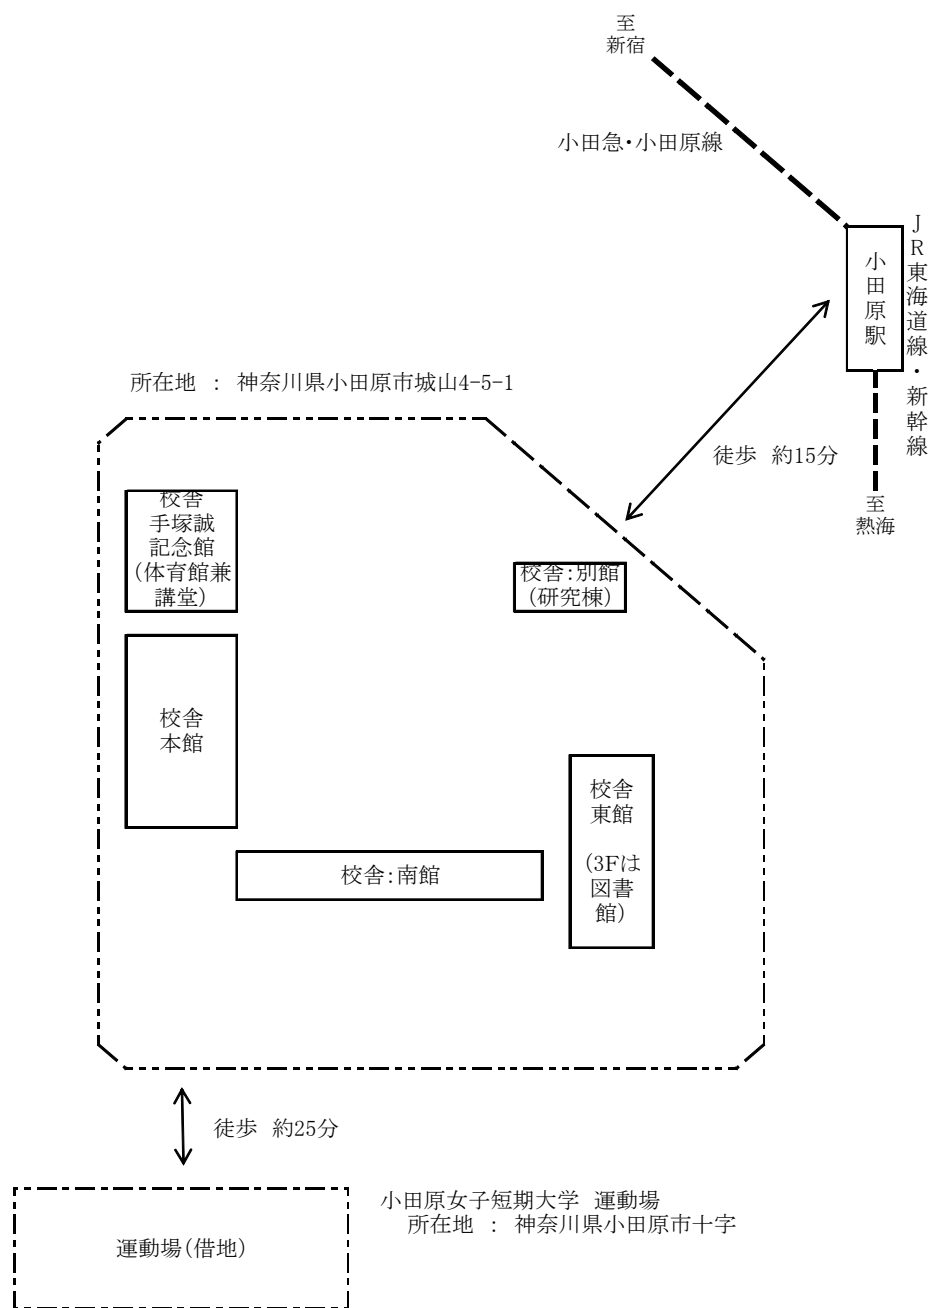 至
新宿
小田急・小田原線
小田原駅
JR東海道線・新幹線
所在地 : 神奈川県小田原市城山4-5-1
徒歩 約15分
至
熱海
校舎
手塚誠
記念館
(体育館兼
講堂)
校舎:別館
(研究棟)
校舎
本館
校舎
東館
(3Fは
図書
館)
校舎:南館
徒歩 約25分
小田原女子短期大学 運動場
所在地 : 神奈川県小田原市十字
運動場(借地)